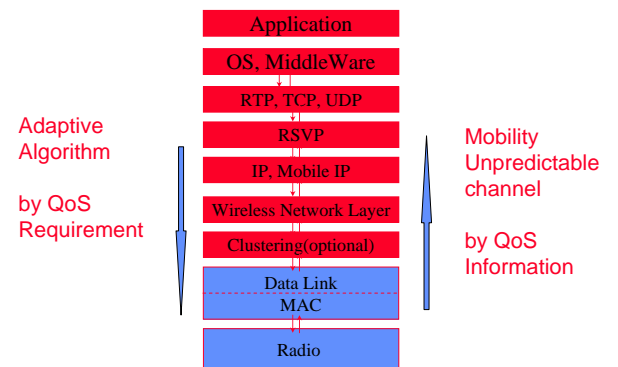 Application
OS, MiddleWare
RTP, TCP, UDP
RSVP
IP, Mobile IP
Wireless Network Layer
Clustering(optional)
Data Link
MAC
Radio
Adaptive
Algorithm
by QoS
Requirement
Mobility
Unpredictable
channel
by QoS
Information